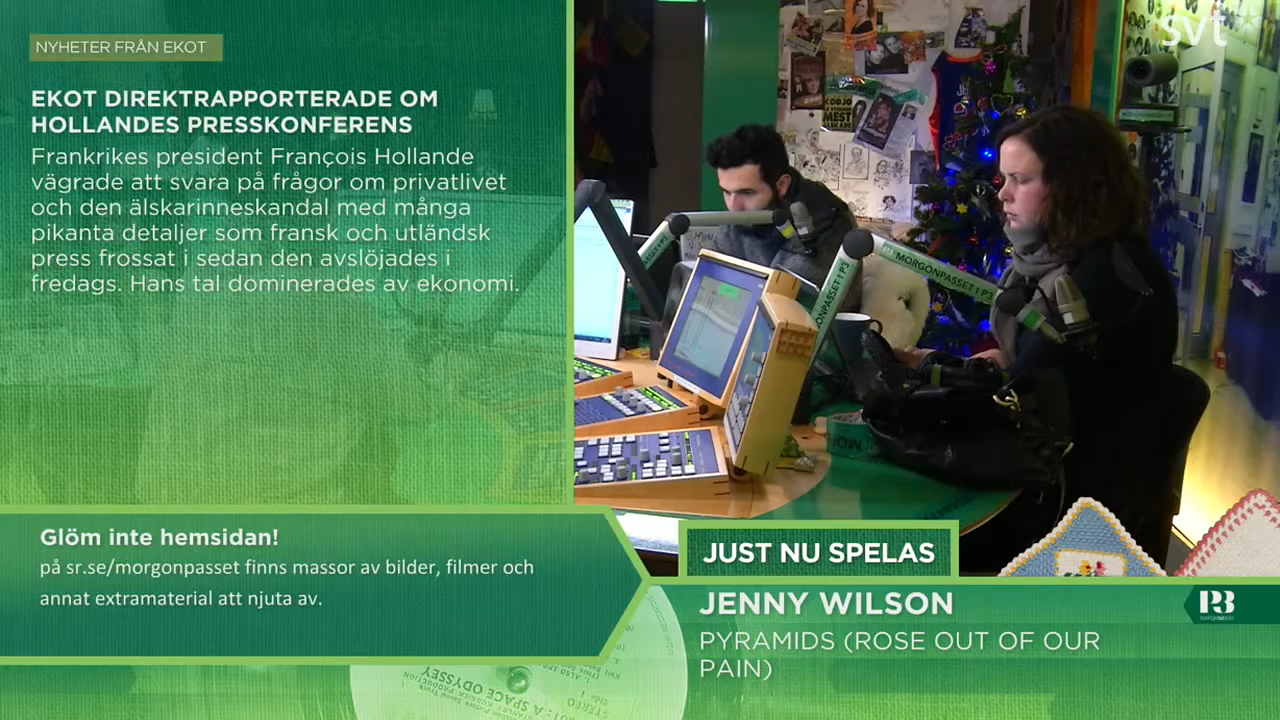 NYHETER FRÅN EKOT
EKOT DIREKTRAPPORTERADE OM
HOLLANDES PRESSKONFERENS
Frankrikes president François Hollande
vägrade att svara på frågor om privatlivet
och den älskarinneskandal med många
pikanta detaljer som fransk och utländsk
press frossat i sedan den avslöjades i
fredags. Hans tal dominerades av ekonomi.
svt
MORGONPASSET I P3
Glöm inte hemsidan!
på sr.se/morgonpasset finns massor av bilder, filmer och
annat extramaterial att njuta av.
JUST NU SPELAS
JENNY WILSON
PYRAMIDS (ROSE OUT OF OUR
PAIN)
P3
A SPACE ODYSSEY
STEREO